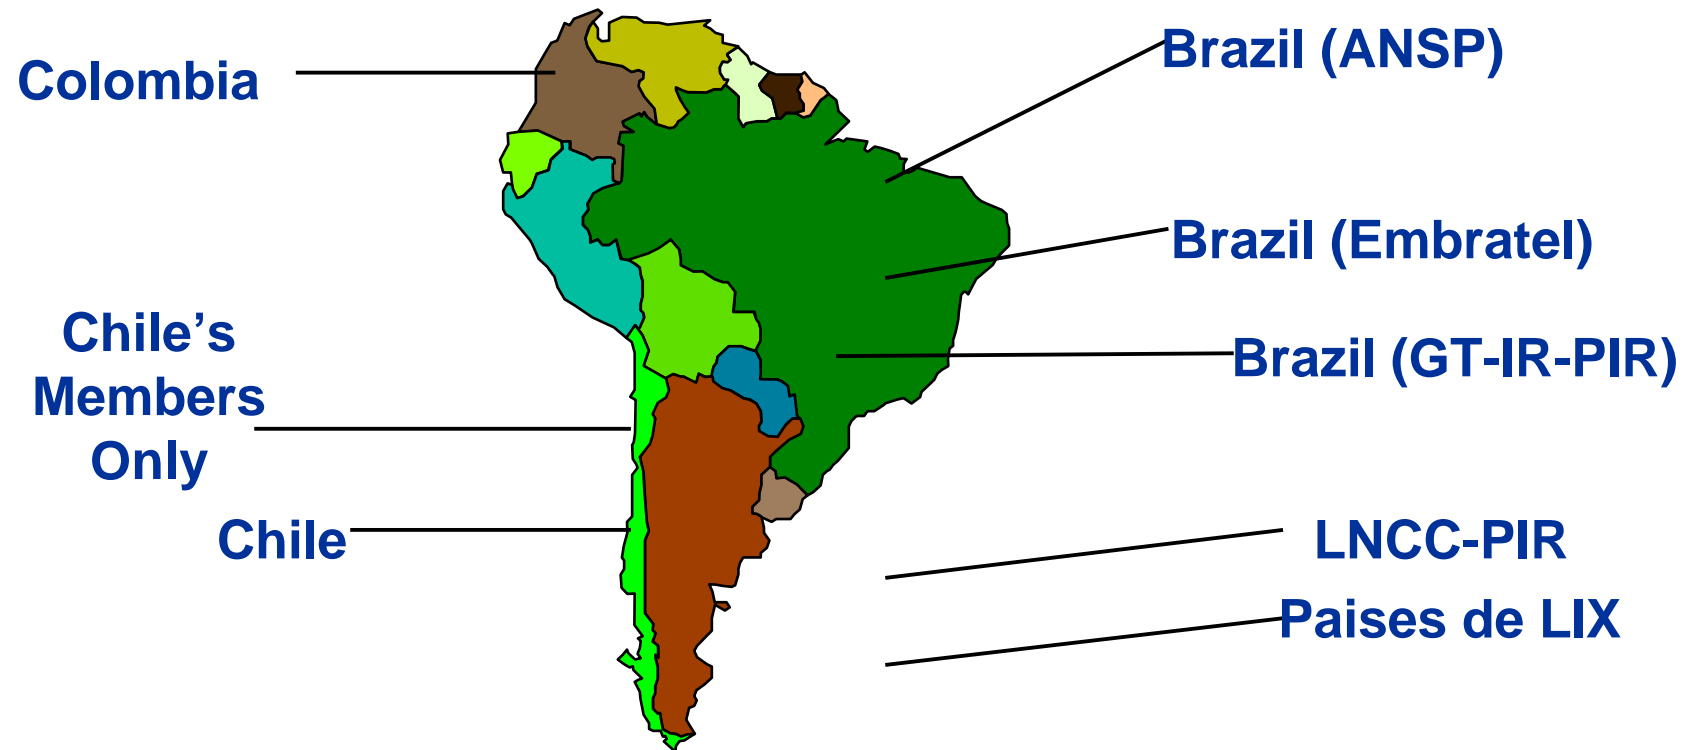 Colombia
Chile’s
Members
Only
Chile
Brazil (ANSP)
Brazil (Embratel)
Brazil (GT-IR-PIR)
LNCC-PIR
Paises de LIX